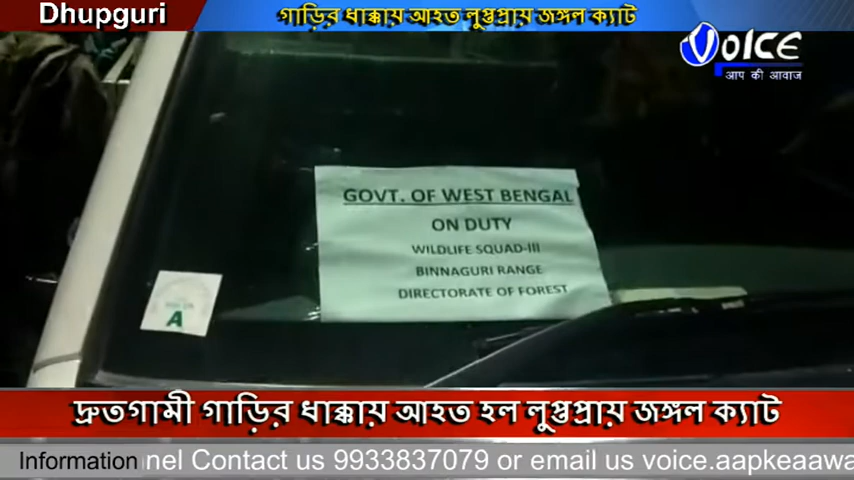 Dhupguri
গাড়ির ধাক্কায় আহত লুপ্তপ্রায় জঙ্গল ক্যাট
VOICE
आप की आवाज
GOVT. OF WEST BENGAL
ON DUTY
WILDLIFE SQUAD-III
BINNAGURI RANGE
DIRECTORATE OF FOREST
A
দ্রুতগামী গাড়ির ধাক্কায় আহত হল লুপ্তপ্রায় জঙ্গল ক্যাট
Information nel Contact us 9933837079 or email us voice.aapkeaawa